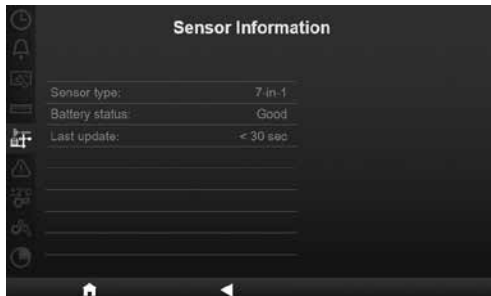 Sensor Information
Sensor type: 7-in-1
Battery status: Good
Last update: < 30 sec